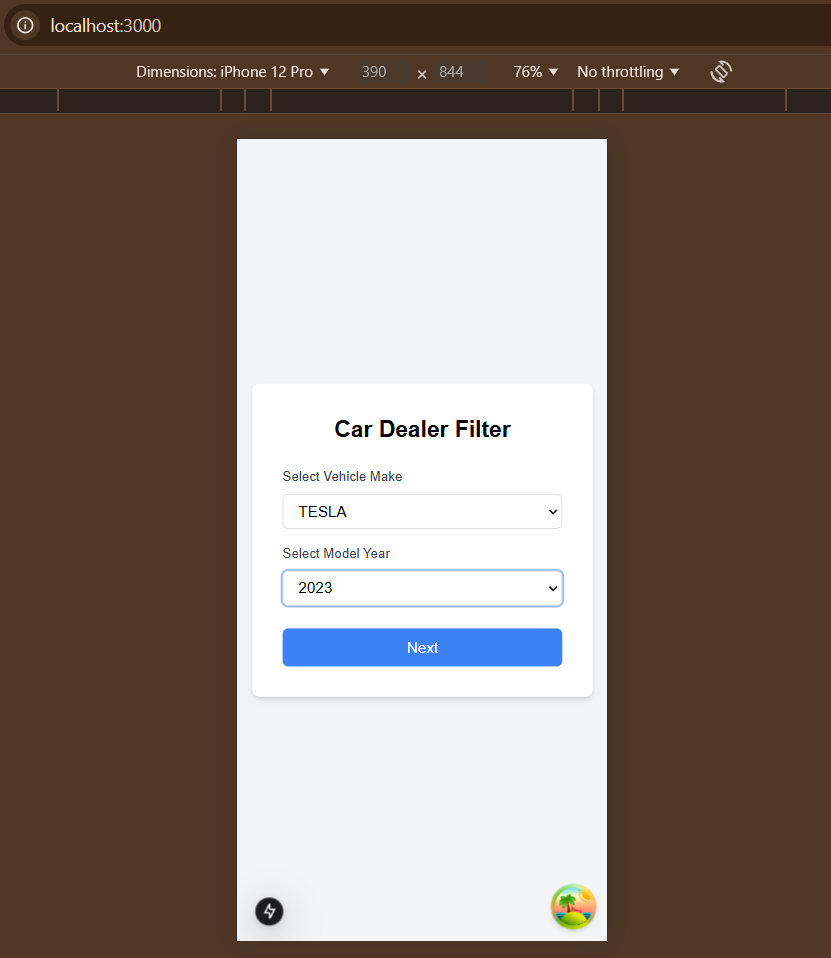 localhost:3000
Dimensions: iPhone 12 Pro ▼ 390 × 844 76% ▼ No throttling ▼
Car Dealer Filter
Select Vehicle Make
TESLA
Select Model Year
2023
Next